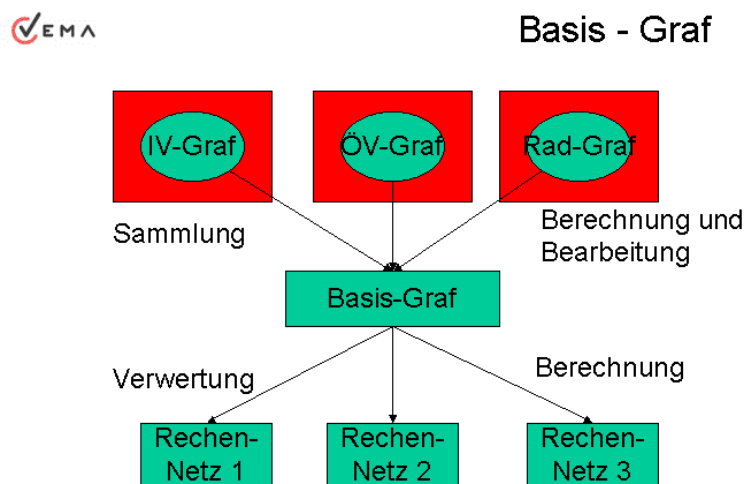 VEMA
Basis - Graf
IV-Graf
ÖV-Graf
Rad-Graf
Sammlung
Berechnung und
Bearbeitung
Basis-Graf
Verwertung
Berechnung
Rechen-
Netz 1
Rechen-
Netz 2
Rechen-
Netz 3